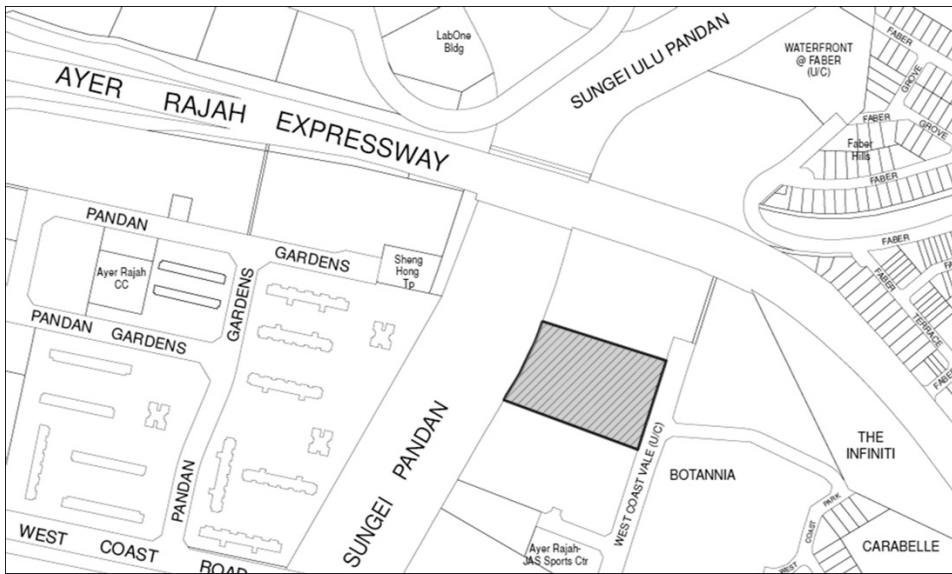 LabOne
Bldg
SUNGEI ULU PANDAN
WATERFRONT
@ FABER
(U/C)
FABER
GROVE
FABER
GROVE
AYER RAJAH EXPRESSWAY
Faber
Hills
FABER
FABER
PANDAN
GARDENS
Sheng
Hong
Tp
Ayer Rajah
CC
GARDENS
FABER
TERRACE
PANDAN GARDENS
PANDAN
SUNGEI PANDAN
WEST COAST VALE (U/C)
BOTANNIA
THE
INFINITI
PARK
COAST
WEST
CARABELLE
WEST COAST ROAD
Ayer Rajah-
JAS Sports Ctr